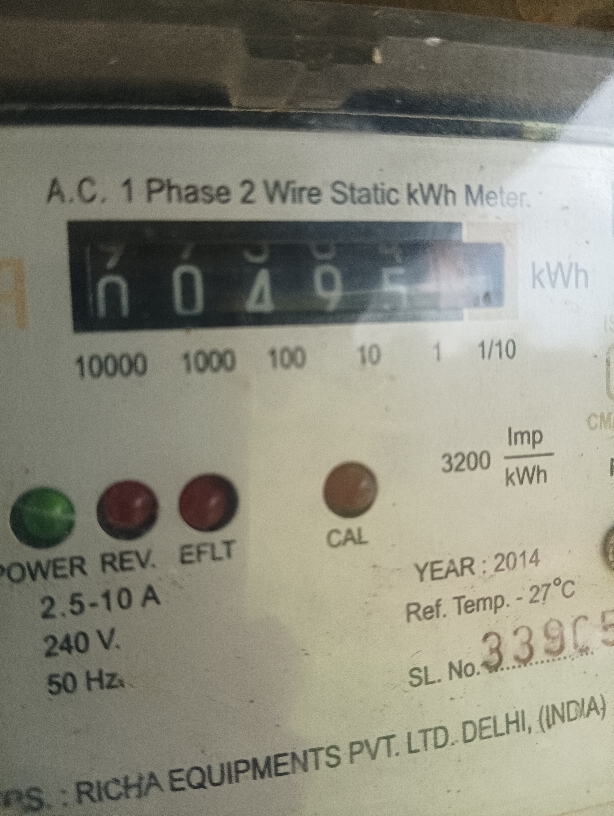 A.C. 1 Phase 2 Wire Static kWh Meter.
0 0 4 9 5 kWh
10000 1000 100 10 1 1/10
3200 Imp
kWh
POWER REV. EFLT CAL
2.5-10 A
240 V.
50 Hz.
YEAR : 2014
Ref. Temp. - 27°C
SL. No.
RICHA EQUIPMENTS PVT. LTD. DELHI, (INDIA)